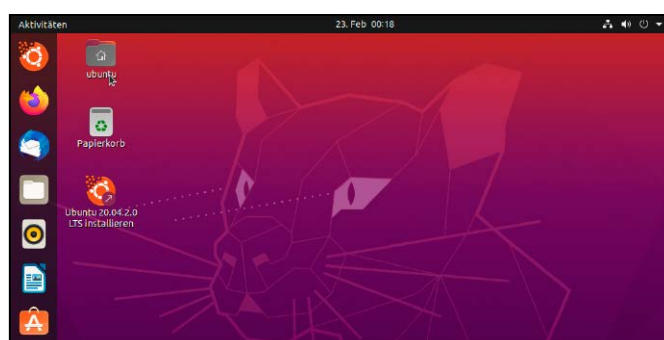 Aktivitäten
23. Feb 00:18
ubuntu
Papierkorb
Ubuntu 20.04.2.0
LTS installieren